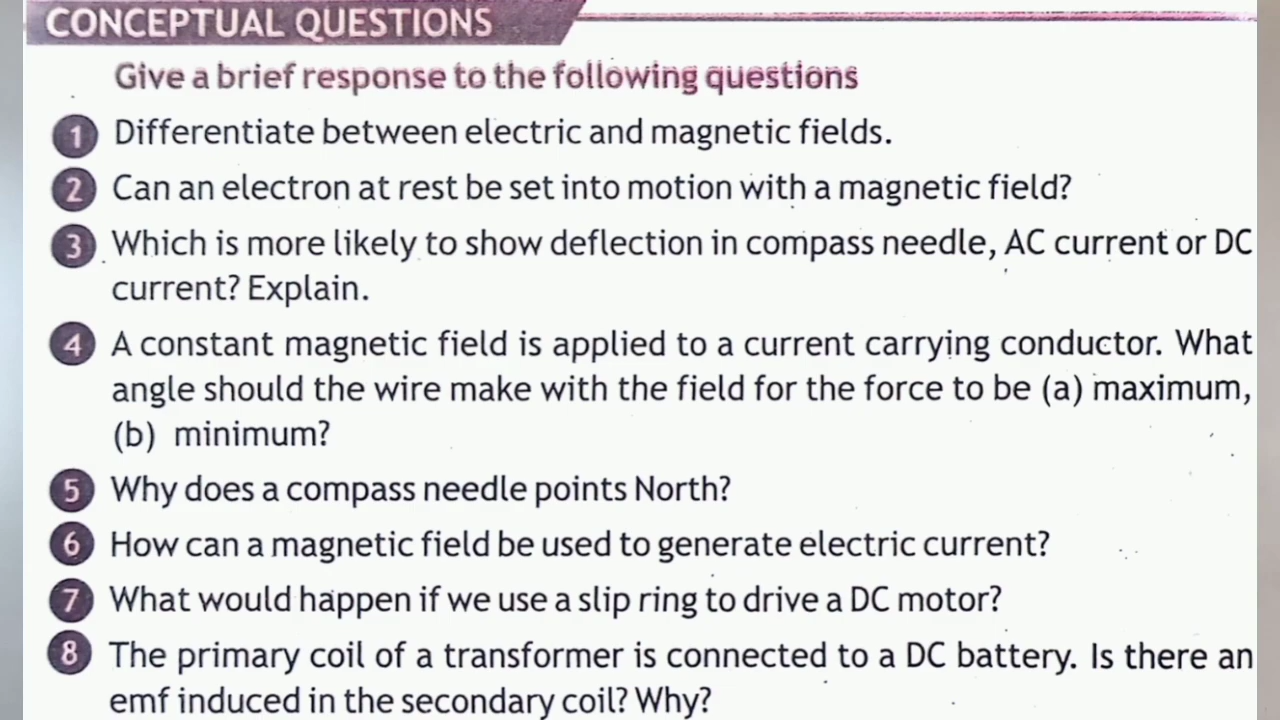 CONCEPTUAL QUESTIONS
Give a brief response to the following questions
1 Differentiate between electric and magnetic fields.
2 Can an electron at rest be set into motion with a magnetic field?
3 Which is more likely to show deflection in compass needle, AC current or DC
current? Explain.
4 A constant magnetic field is applied to a current carrying conductor. What
angle should the wire make with the field for the force to be (a) maximum,
(b) minimum?
5 Why does a compass needle points North?
6 How can a magnetic field be used to generate electric current?
7 What would happen if we use a slip ring to drive a DC motor?
8 The primary coil of a transformer is connected to a DC battery. Is there an
emf induced in the secondary coil? Why?